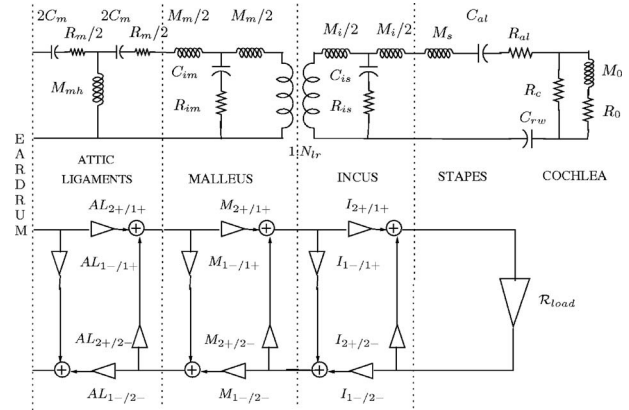 2C_m R_m/2 2C_m R_m/2 M_m/2 M_m/2 M_i/2 M_i/2 M_s C_al R_al
M_mh C_im R_im C_is R_is R_c M_0 R_0 C_rw
1:N_lr
EARDRUM
ATTIC
LIGAMENTS MALLEUS INCUS STAPES COCHLEA
AL_2+/1+ M_2+/1+ I_2+/1+
AL_1−/1+ M_1−/1+ I_1−/1+
R_load
AL_2+/2− M_2+/2− I_2+/2−
AL_1−/2− M_1−/2− I_1−/2−